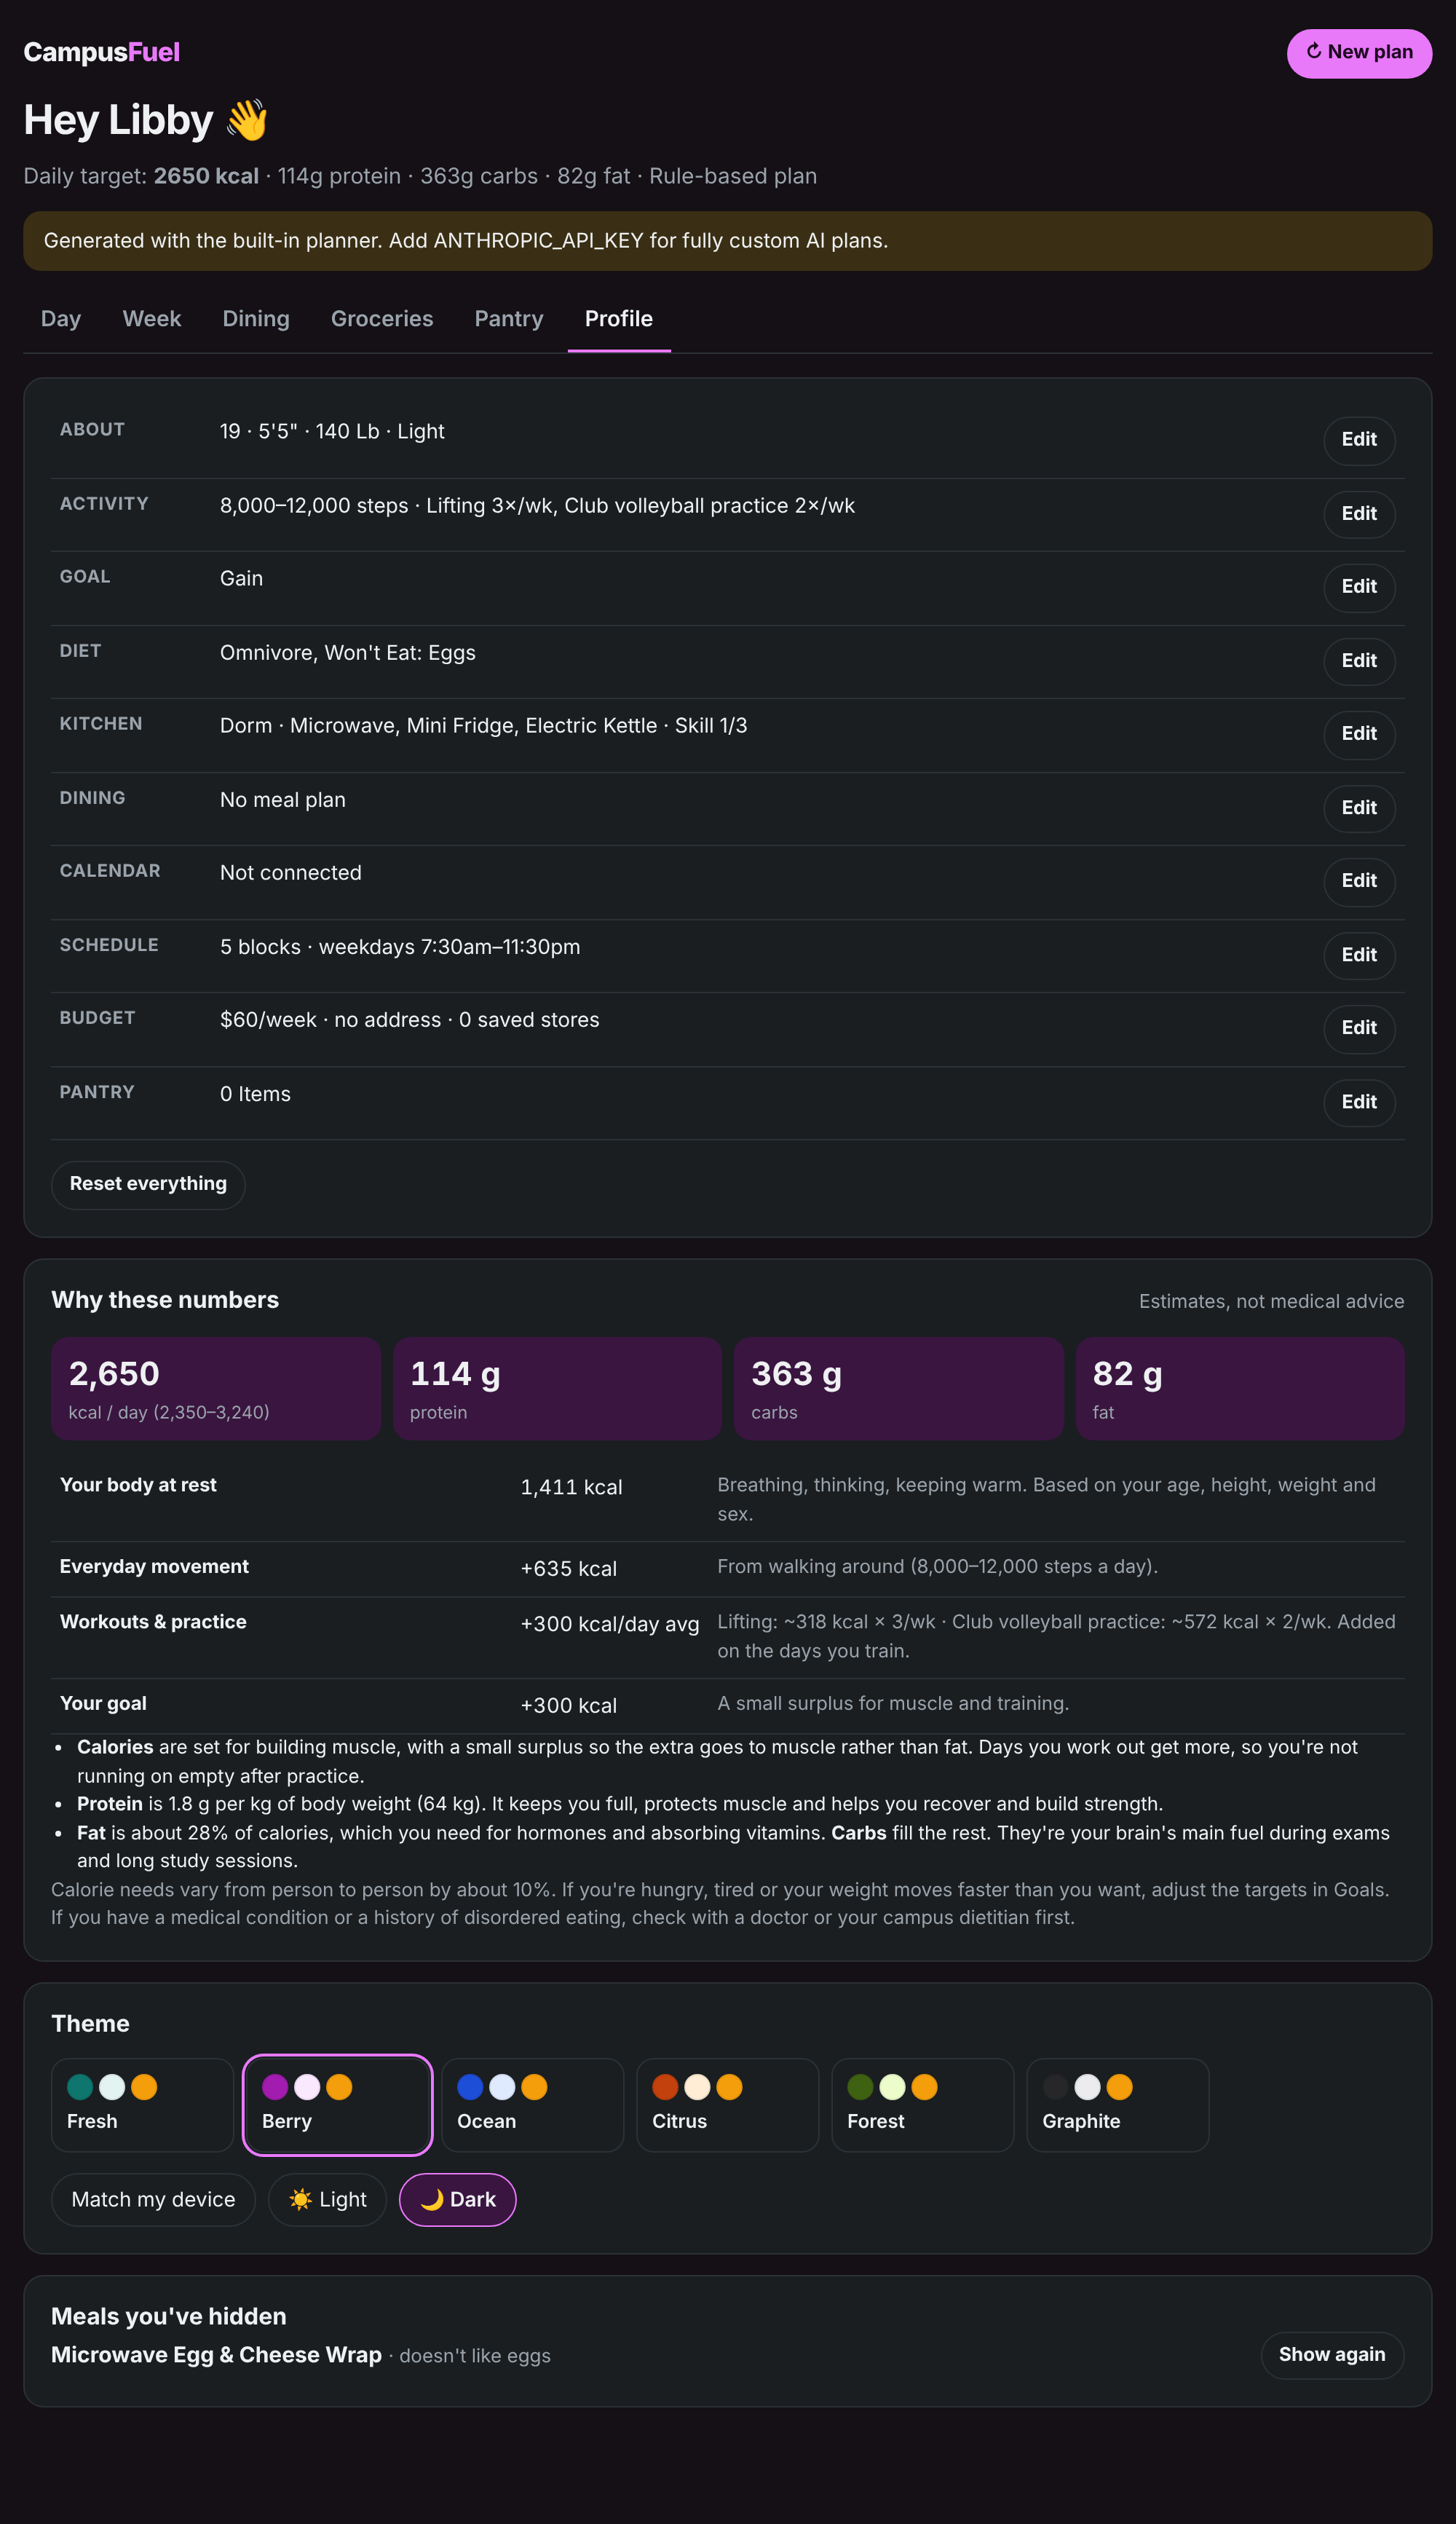 CampusFuel
↻ New plan
Hey Libby 👋
Daily target: 2650 kcal · 114g protein · 363g carbs · 82g fat · Rule-based plan
Generated with the built-in planner. Add ANTHROPIC_API_KEY for fully custom AI plans.
Day Week Dining Groceries Pantry Profile
ABOUT 19 · 5'5" · 140 Lb · Light Edit
ACTIVITY 8,000–12,000 steps · Lifting 3×/wk, Club volleyball practice 2×/wk Edit
GOAL Gain Edit
DIET Omnivore, Won't Eat: Eggs Edit
KITCHEN Dorm · Microwave, Mini Fridge, Electric Kettle · Skill 1/3 Edit
DINING No meal plan Edit
CALENDAR Not connected Edit
SCHEDULE 5 blocks · weekdays 7:30am–11:30pm Edit
BUDGET $60/week · no address · 0 saved stores Edit
PANTRY 0 Items Edit
Reset everything
Why these numbers Estimates, not medical advice
2,650 114 g 363 g 82 g
kcal / day (2,350–3,240) protein carbs fat
Your body at rest 1,411 kcal Breathing, thinking, keeping warm. Based on your age, height, weight and
sex.
Everyday movement +635 kcal From walking around (8,000–12,000 steps a day).
Workouts & practice +300 kcal/day avg Lifting: ~318 kcal × 3/wk · Club volleyball practice: ~572 kcal × 2/wk. Added
on the days you train.
Your goal +300 kcal A small surplus for muscle and training.
• Calories are set for building muscle, with a small surplus so the extra goes to muscle rather than fat. Days you work out get more, so you're not
running on empty after practice.
• Protein is 1.8 g per kg of body weight (64 kg). It keeps you full, protects muscle and helps you recover and build strength.
• Fat is about 28% of calories, which you need for hormones and absorbing vitamins. Carbs fill the rest. They're your brain's main fuel during exams
and long study sessions.
Calorie needs vary from person to person by about 10%. If you're hungry, tired or your weight moves faster than you want, adjust the targets in Goals.
If you have a medical condition or a history of disordered eating, check with a doctor or your campus dietitian first.
Theme
Fresh Berry Ocean Citrus Forest Graphite
Match my device ☀️ Light 🌙 Dark
Meals you've hidden
Microwave Egg & Cheese Wrap · doesn't like eggs Show again